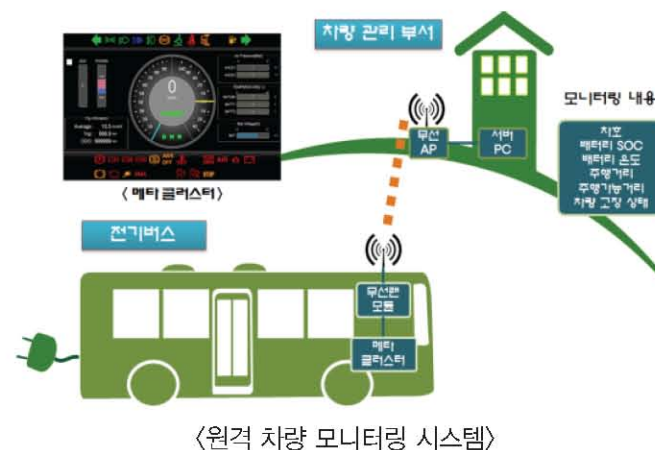 차량 관리 부서
모니터링 내용
무선
AP
서버
PC
차호
배터리 SOC
배터리 온도
주행거리
주행가능거리
차량 고장 상태
0
〈 메타 클러스터 〉
전기버스
무선랜
모듈
메타
클러스터
〈원격 차량 모니터링 시스템〉